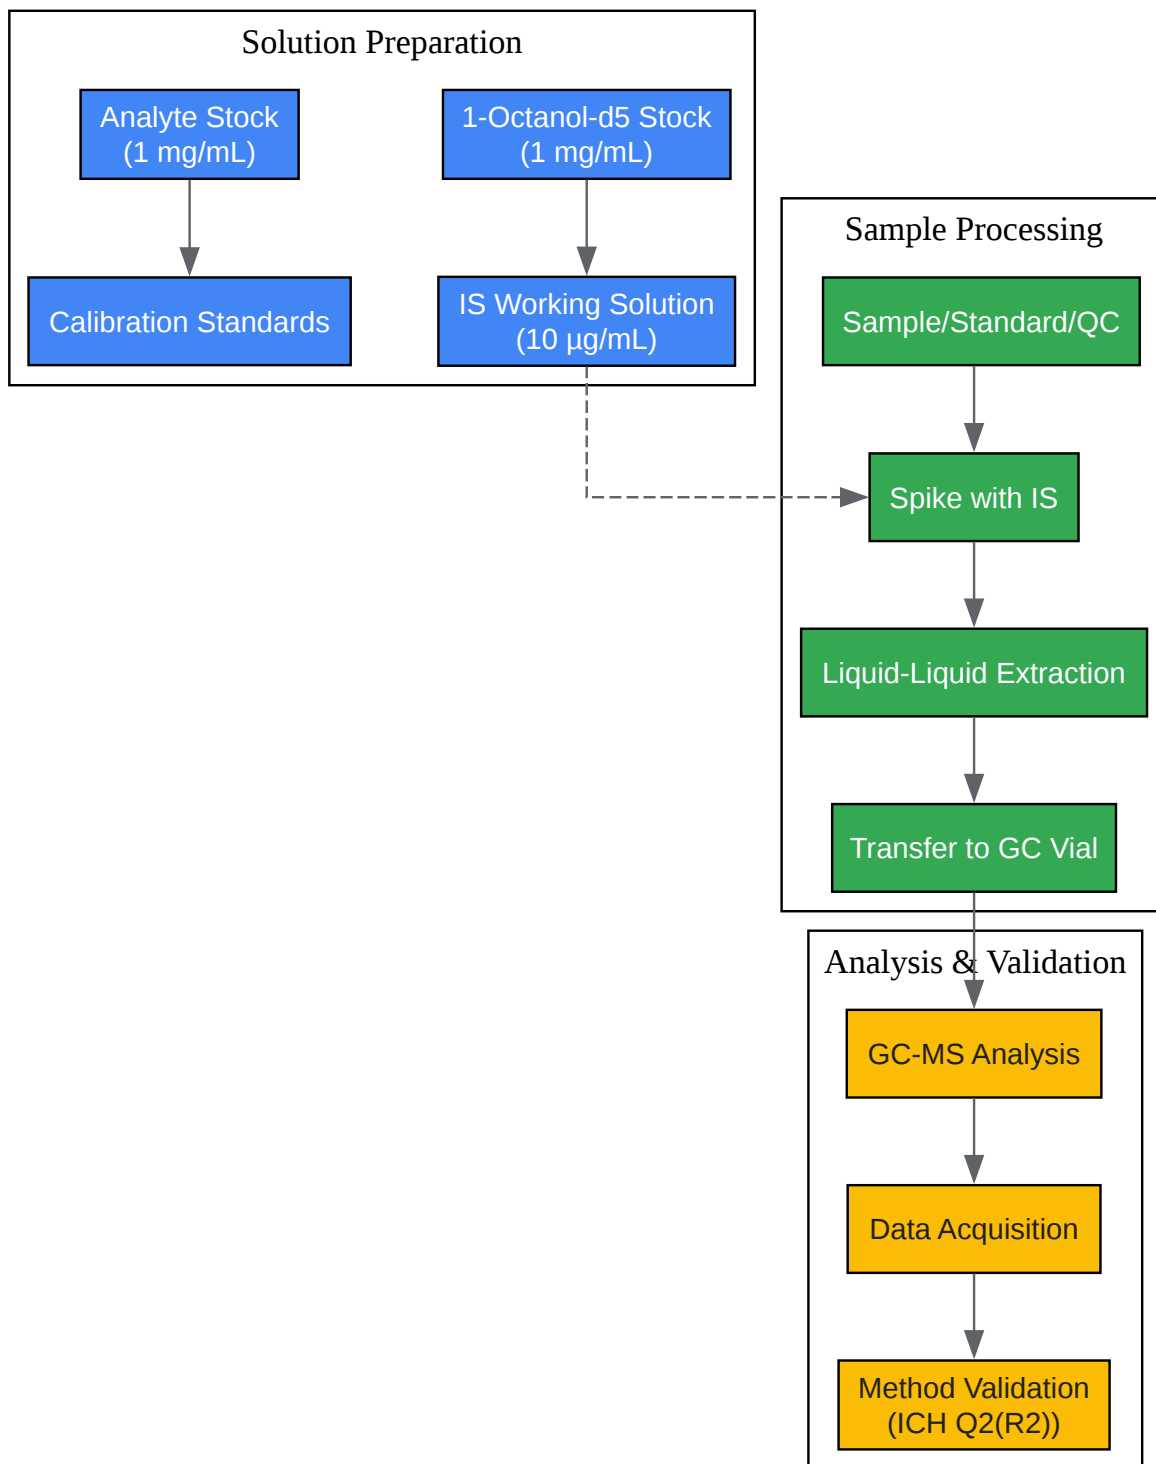 Solution Preparation
Analyte Stock
(1 mg/mL)
1-Octanol-d5 Stock
(1 mg/mL)
Calibration Standards
IS Working Solution
(10 µg/mL)
Sample Processing
Sample/Standard/QC
Spike with IS
Liquid-Liquid Extraction
Transfer to GC Vial
Analysis & Validation
GC-MS Analysis
Data Acquisition
Method Validation
(ICH Q2(R2))